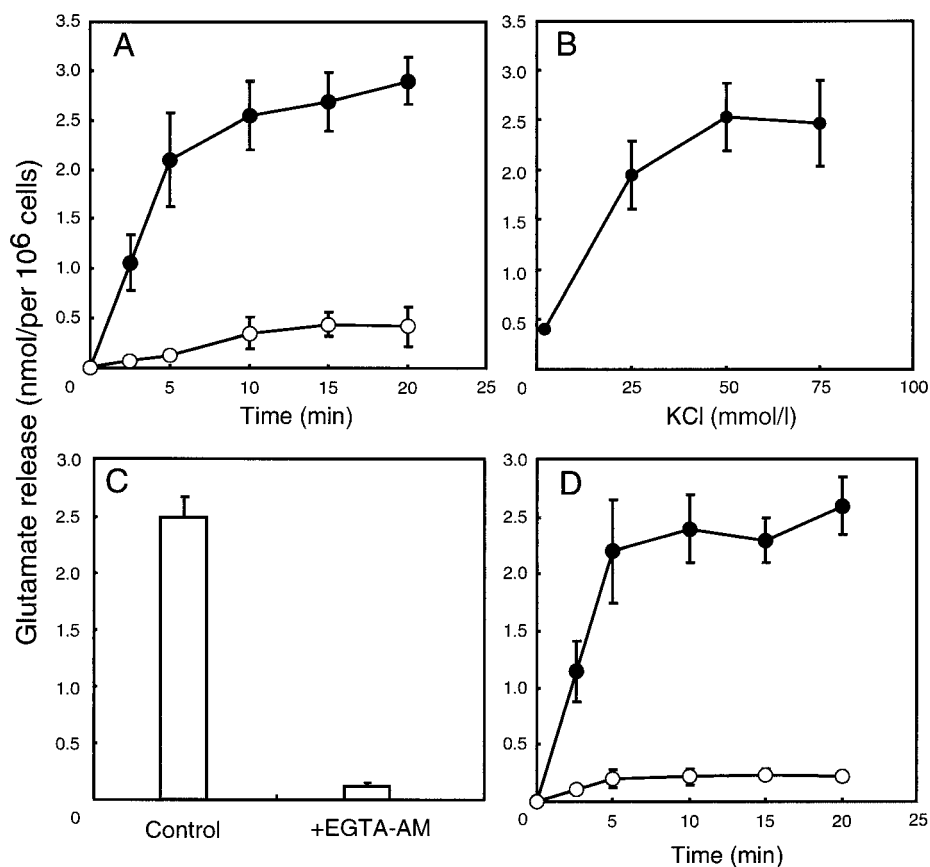 Glutamate release (nmol/per 10⁶ cells)
A
3.5
3.0
2.5
2.0
1.5
1.0
0.5
0
5 10 15 20 25
Time (min)
B
3.5
3.0
2.5
2.0
1.5
1.0
0.5
0
25 50 75 100
KCl (mmol/l)
C
3.0
2.5
2.0
1.5
1.0
0.5
0
Control +EGTA-AM
D
3.0
2.5
2.0
1.5
1.0
0.5
0
5 10 15 20 25
Time (min)